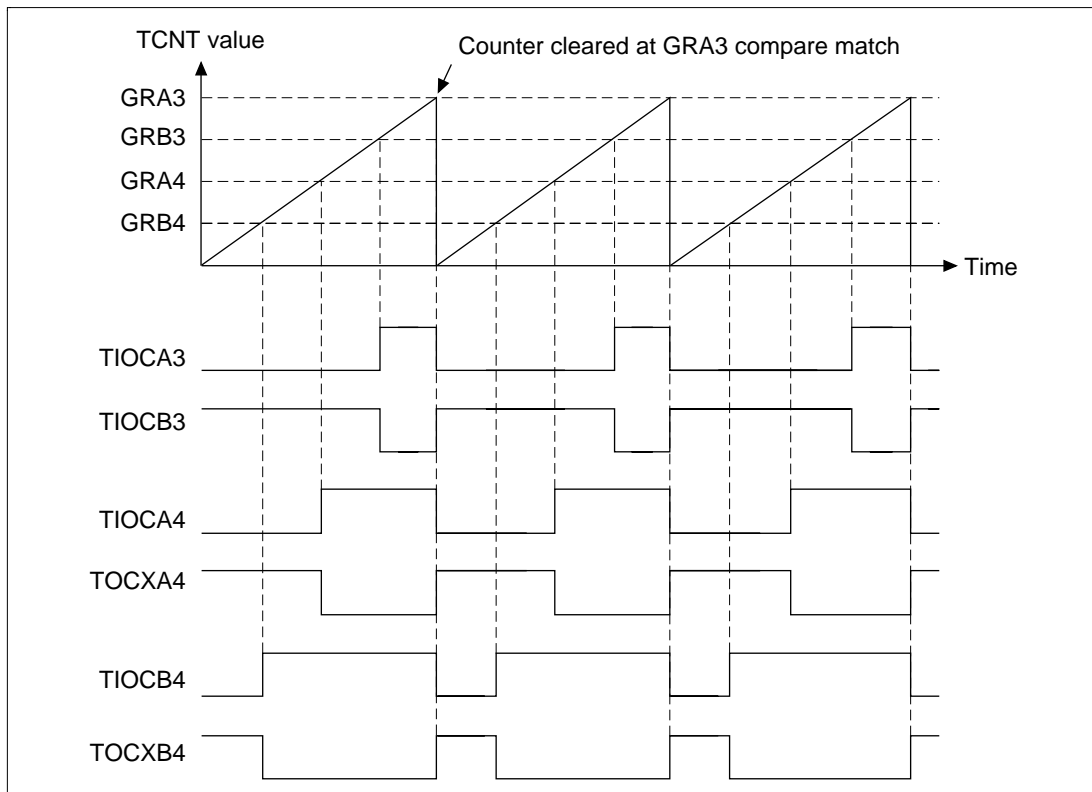 TCNT value
Counter cleared at GRA3 compare match
GRA3
GRB3
GRA4
GRB4
Time
TIOCA3
TIOCB3
TIOCA4
TOCXA4
TIOCB4
TOCXB4